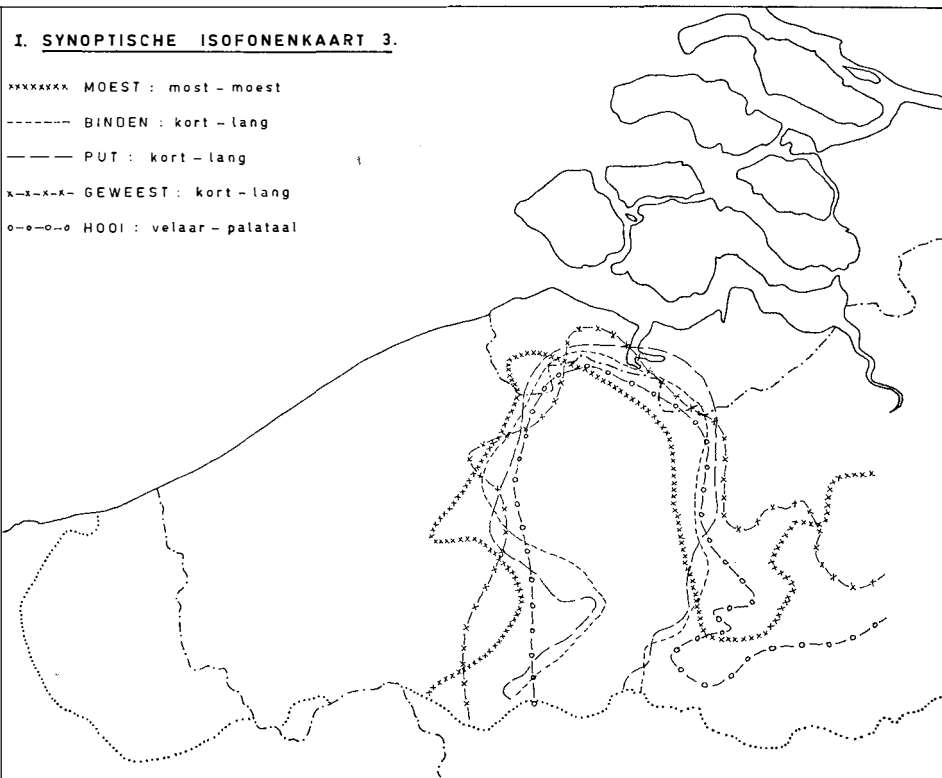 I. SYNOPTISCHE ISOFONENKAART 3.
MOEST : most – moest
BINDEN : kort – lang
PUT : kort – lang
GEWEEST : kort – lang
HOOI : velaar – palataal